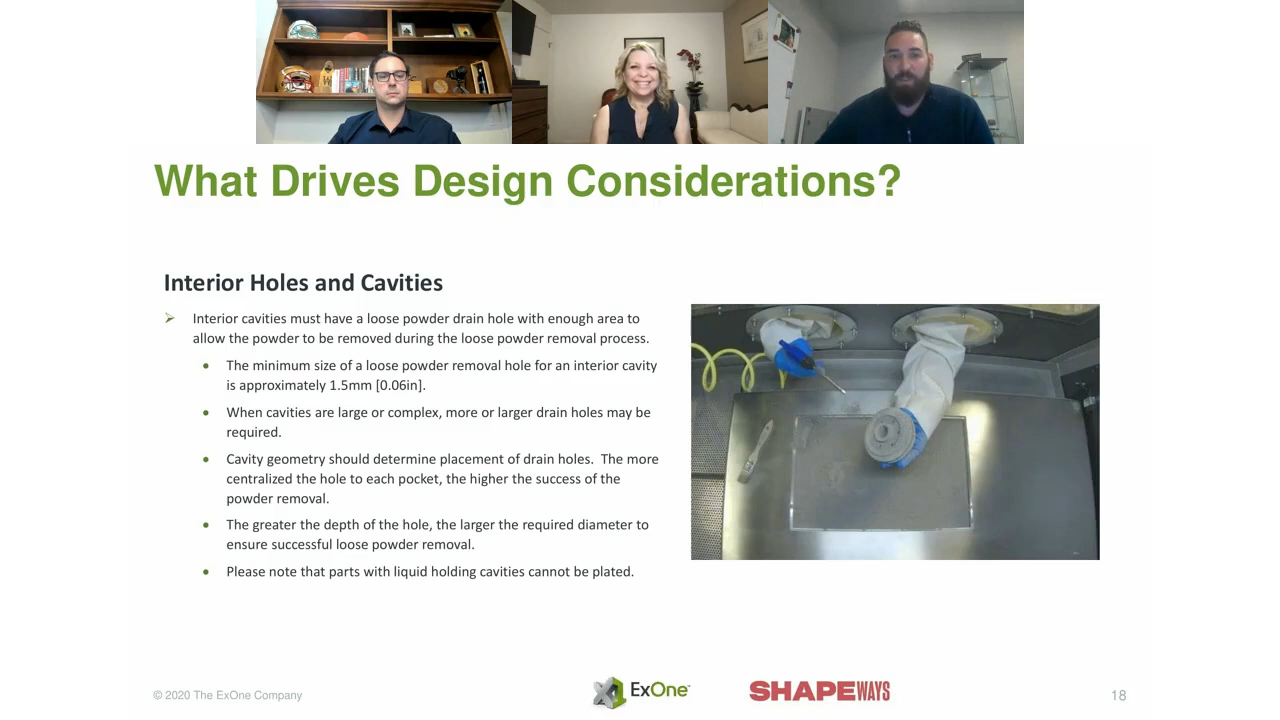 What Drives Design Considerations?
Interior Holes and Cavities
Interior cavities must have a loose powder drain hole with enough area to
allow the powder to be removed during the loose powder removal process.
The minimum size of a loose powder removal hole for an interior cavity
is approximately 1.5mm [0.06in].
When cavities are large or complex, more or larger drain holes may be
required.
Cavity geometry should determine placement of drain holes.  The more
centralized the hole to each pocket, the higher the success of the
powder removal.
The greater the depth of the hole, the larger the required diameter to
ensure successful loose powder removal.
Please note that parts with liquid holding cavities cannot be plated.
© 2020 The ExOne Company
ExOne™
SHAPEWAYS
18